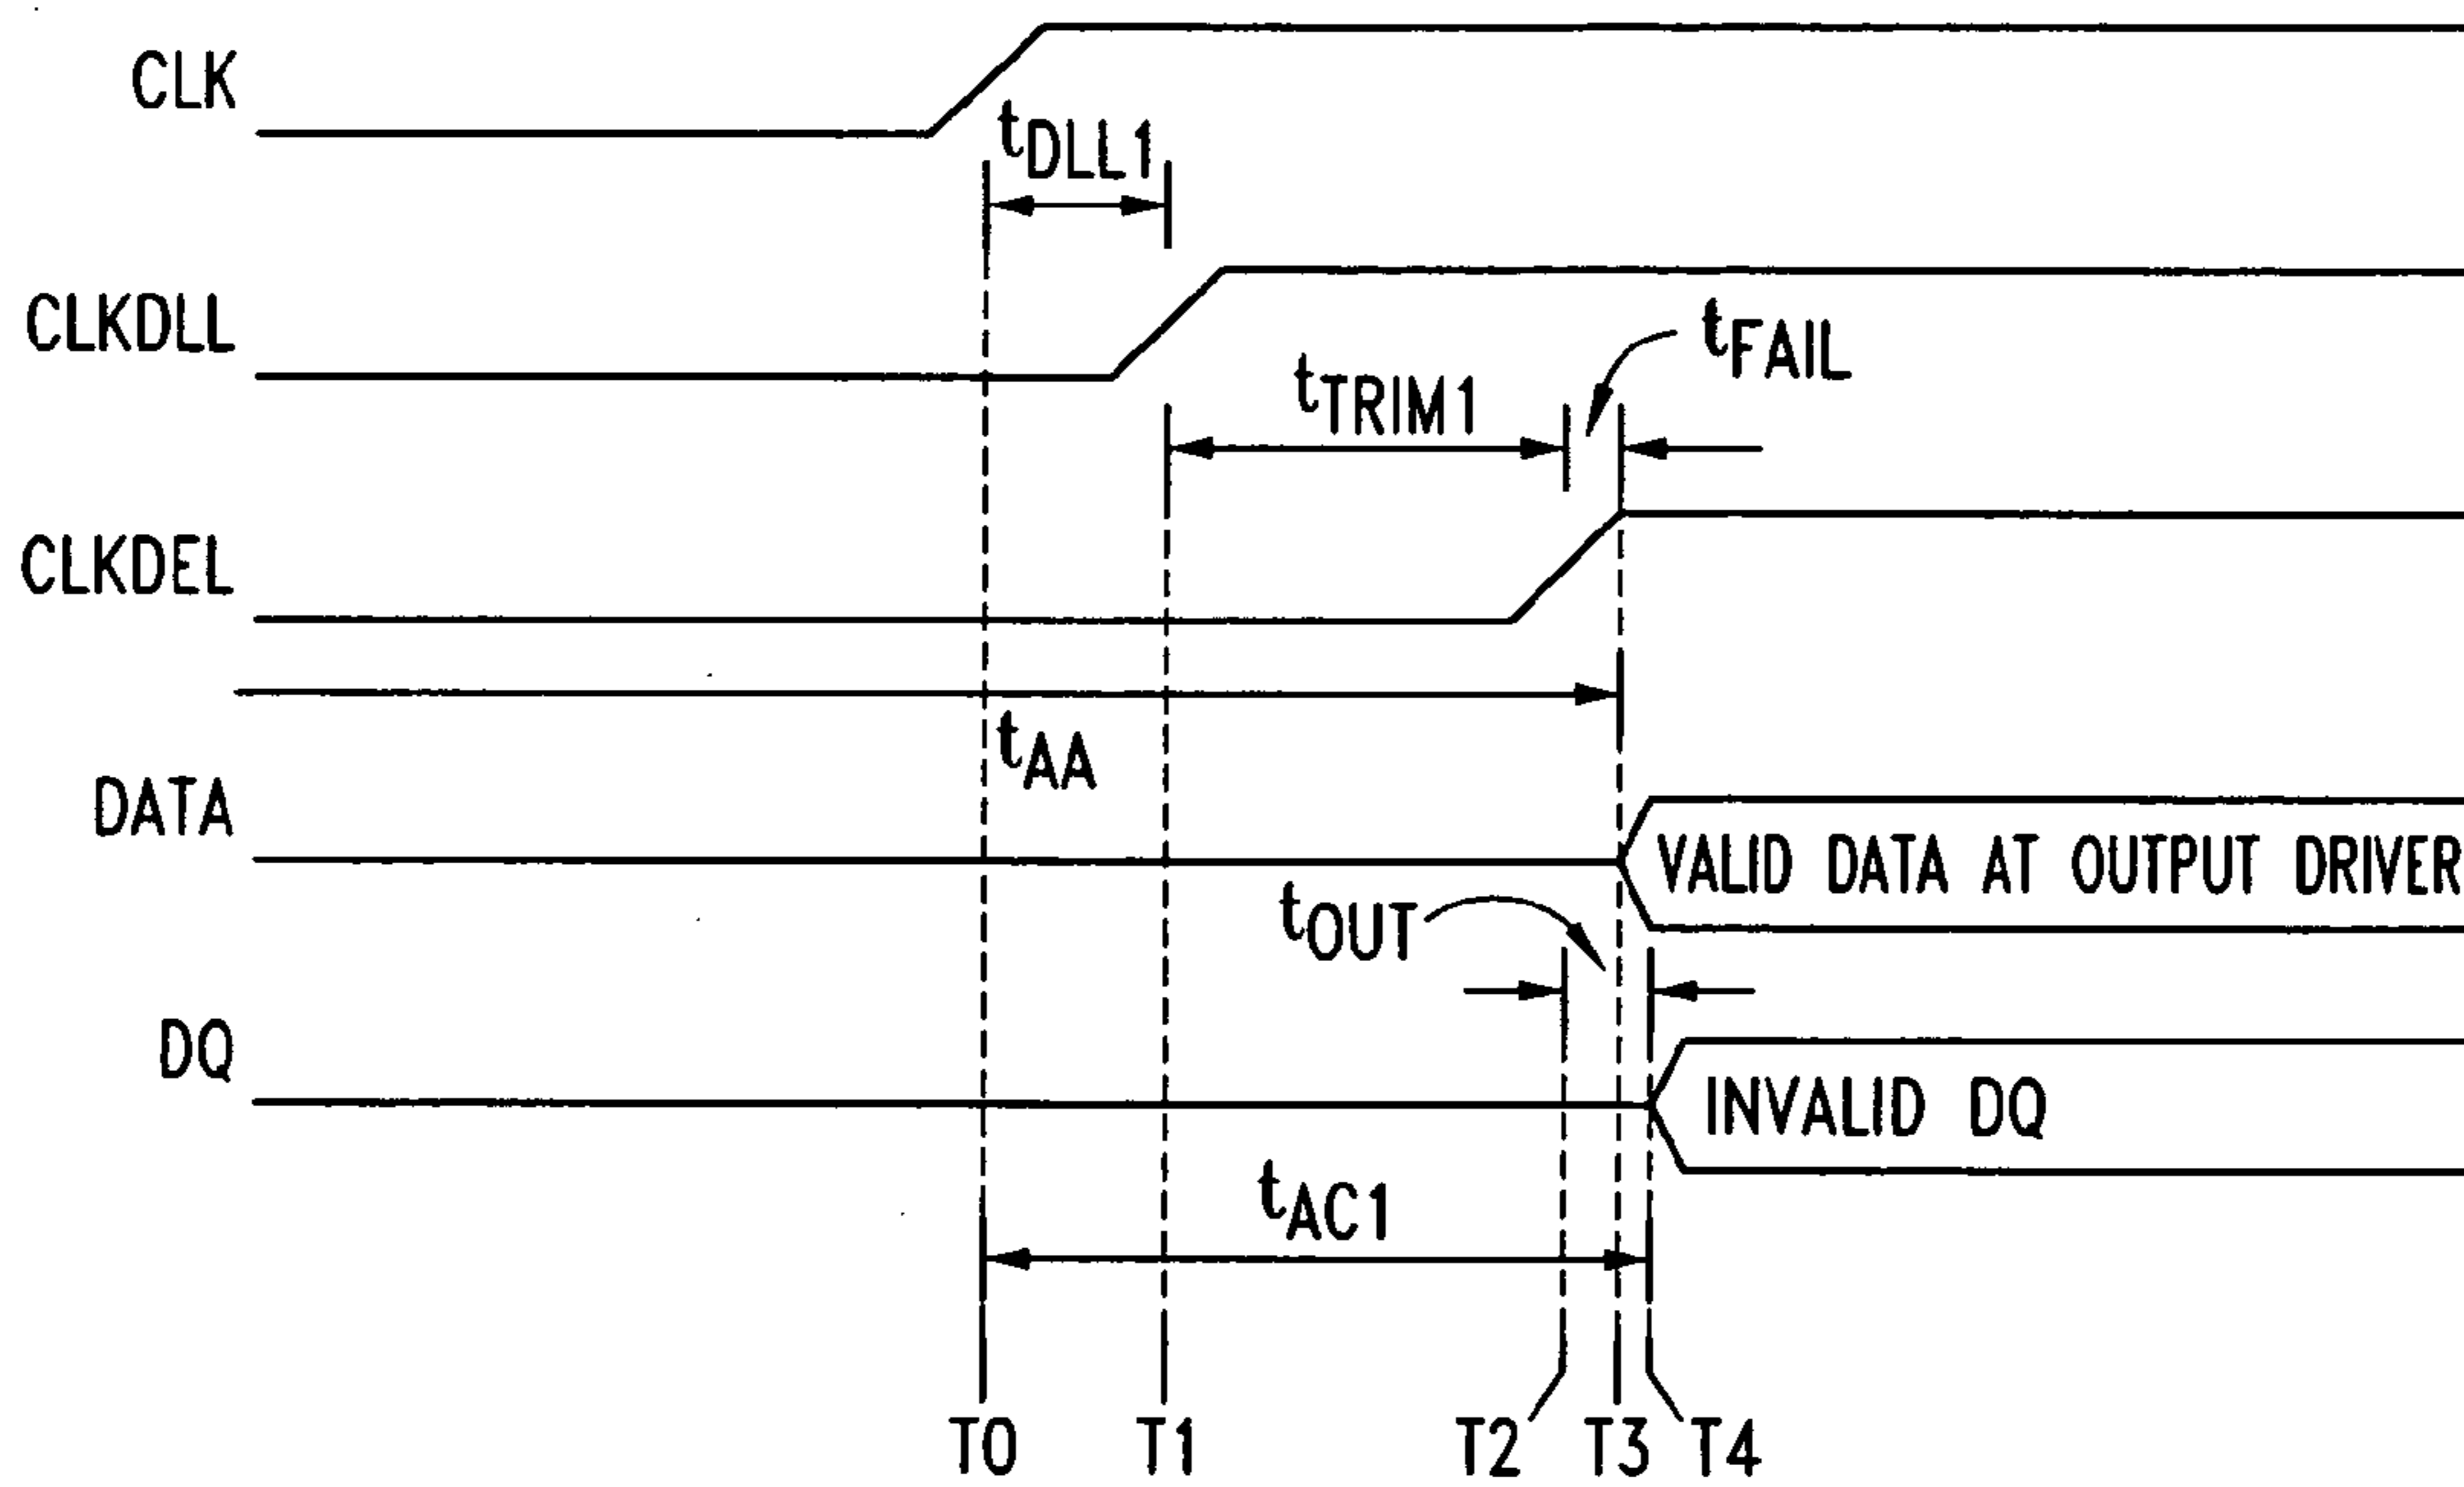 CLK
tDLL1
CLKDLL
tFAIL
tTRIM1
CLKDEL
tAA
DATA
VALID DATA AT OUTPUT DRIVER
tOUT
DQ
INVALID DQ
tAC1
T0 T1 T2 T3 T4